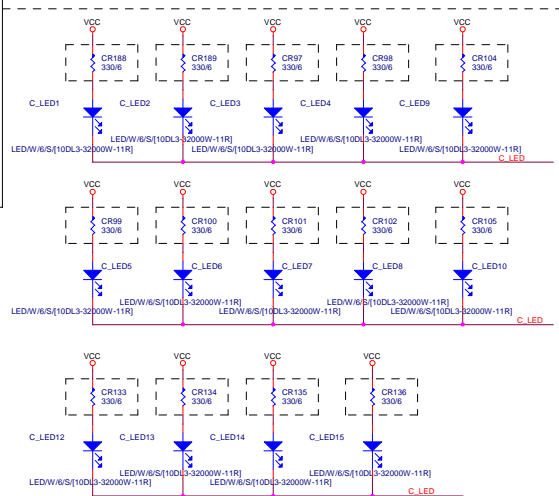 VCC VCC VCC VCC VCC
CR188 CR189 CR97 CR98 CR104
330/6 330/6 330/6 330/6 330/6
C_LED1 C_LED2 C_LED3 C_LED4 C_LED9
LED/W/6/S/[10DL3-32000W-11R] LED/W/6/S/[10DL3-32000W-11R]
LED/W/6/S/[10DL3-32000W-11R] LED/W/6/S/[10DL3-32000W-11R] LED/W/6/S/[10DL3-32000W-11R]
C_LED
VCC VCC VCC VCC VCC
CR99 CR100 CR101 CR102 CR105
330/6 330/6 330/6 330/6 330/6
C_LED5 C_LED6 C_LED7 C_LED8 C_LED10
LED/W/6/S/[10DL3-32000W-11R] LED/W/6/S/[10DL3-32000W-11R]
LED/W/6/S/[10DL3-32000W-11R] LED/W/6/S/[10DL3-32000W-11R] LED/W/6/S/[10DL3-32000W-11R]
C_LED
VCC VCC VCC VCC
CR133 CR134 CR135 CR136
330/6 330/6 330/6 330/6
C_LED12 C_LED13 C_LED14 C_LED15
LED/W/6/S/[10DL3-32000W-11R] LED/W/6/S/[10DL3-32000W-11R]
LED/W/6/S/[10DL3-32000W-11R] LED/W/6/S/[10DL3-32000W-11R]
C_LED